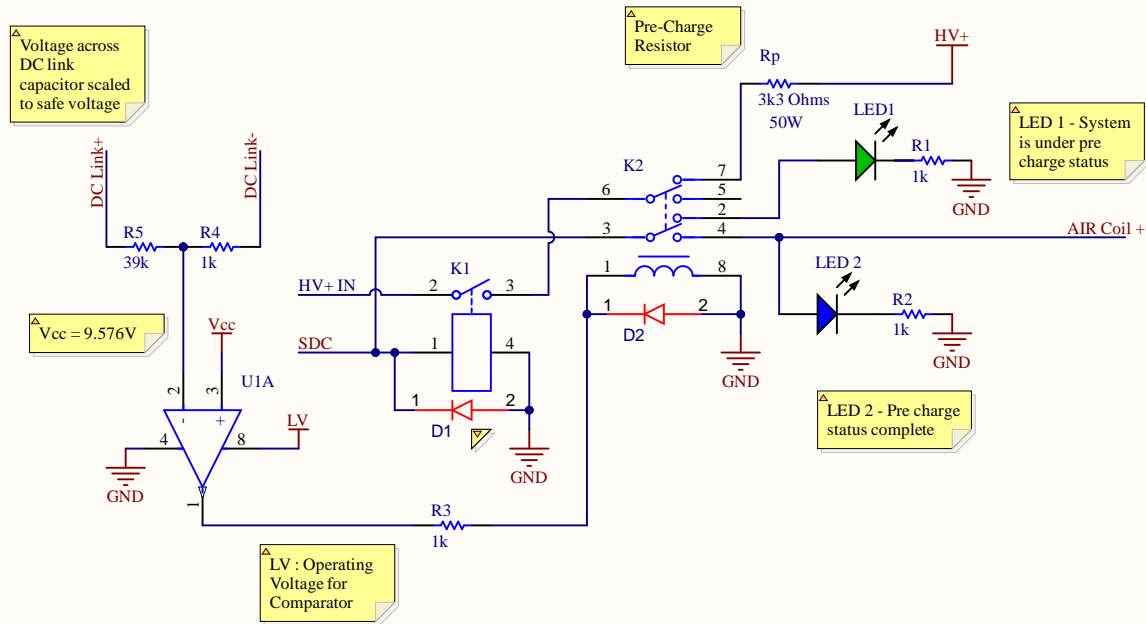 Voltage across
DC link
capacitor scaled
to safe voltage
Pre-Charge
Resistor
Rp
3k3 Ohms
50W
HV+
LED1
R1
1k
GND
LED 1 - System
is under pre
charge status
DC Link+
DC Link-
R5
39k
R4
1k
K2
6
7
5
2
3
4
AIR Coil +
K1
HV+ IN
2
3
1
8
LED 2
R2
1k
GND
1
2
D2
GND
Vcc = 9.576V
Vcc
SDC
1
4
U1A
2
3
-
+
LV
4
8
GND
1
1
2
D1
GND
LED 2 - Pre charge
status complete
R3
1k
LV : Operating
Voltage for
Comparator